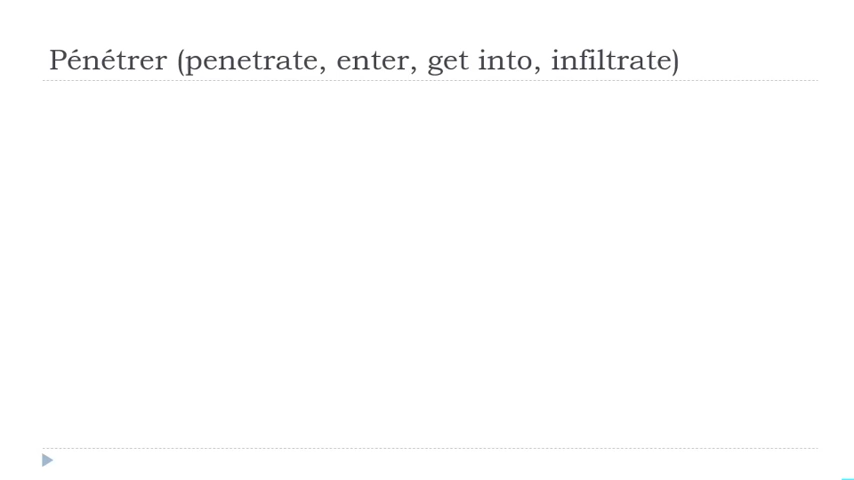 Pénétrer (penetrate, enter, get into, infiltrate)